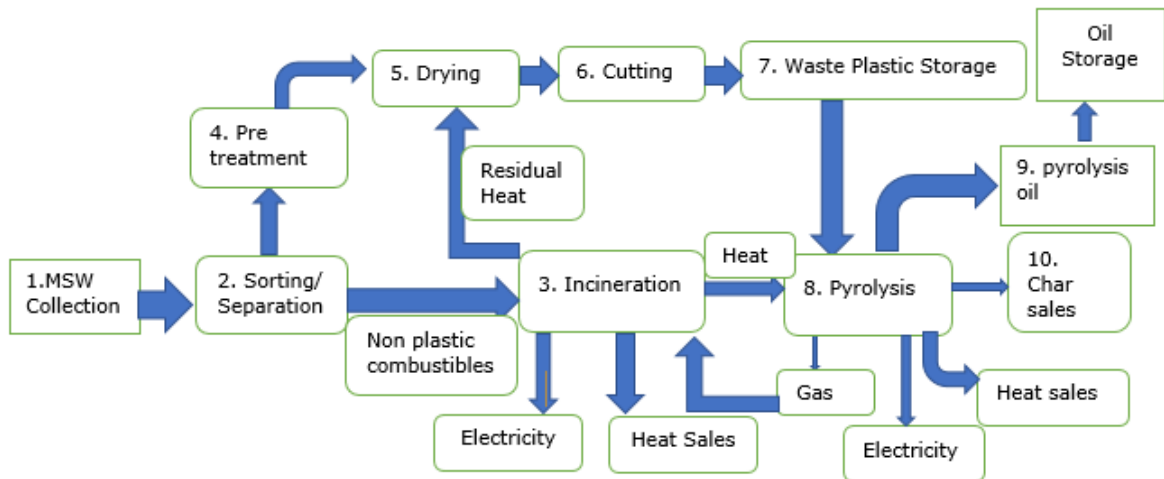 Oil
Storage
5. Drying
6. Cutting
7. Waste Plastic Storage
4. Pre
treatment
Residual
Heat
9. pyrolysis
oil
1.MSW
Collection
2. Sorting/
Separation
3. Incineration
Heat
8. Pyrolysis
10.
Char
sales
Non plastic
combustibles
Gas
Heat sales
Electricity
Heat Sales
Electricity